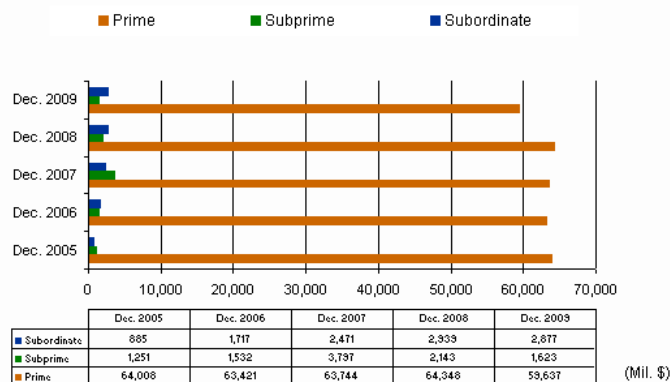 Prime Subprime Subordinate
Dec. 2009
Dec. 2008
Dec. 2007
Dec. 2006
Dec. 2005
0 10,000 20,000 30,000 40,000 50,000 60,000 70,000
Dec. 2005 Dec. 2006 Dec. 2007 Dec. 2008 Dec. 2009
Subordinate 885 1,717 2,471 2,939 2,877
Subprime 1,251 1,532 3,797 2,143 1,623
Prime 64,008 63,421 63,744 64,348 59,637 (Mil. $)